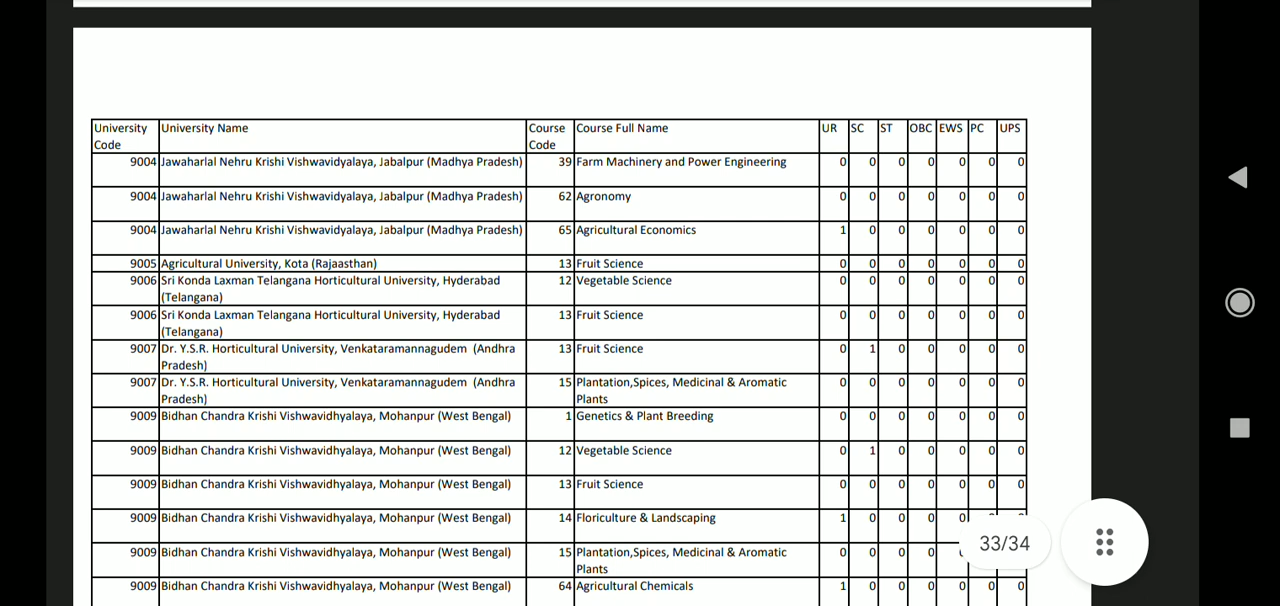 University Code University Name Course Code Course Full Name UR SC ST OBC EWS PC UPS
9004 Jawaharlal Nehru Krishi Vishwavidyalaya, Jabalpur (Madhya Pradesh) 39 Farm Machinery and Power Engineering 0 0 0 0 0 0 0
9004 Jawaharlal Nehru Krishi Vishwavidyalaya, Jabalpur (Madhya Pradesh) 62 Agronomy 0 0 0 0 0 0 0
9004 Jawaharlal Nehru Krishi Vishwavidyalaya, Jabalpur (Madhya Pradesh) 65 Agricultural Economics 1 0 0 0 0 0 0
9005 Agricultural University, Kota (Rajaasthan) 13 Fruit Science 0 0 0 0 0 0 0
9006 Sri Konda Laxman Telangana Horticultural University, Hyderabad (Telangana) 12 Vegetable Science 0 0 0 0 0 0 0
9006 Sri Konda Laxman Telangana Horticultural University, Hyderabad (Telangana) 13 Fruit Science 0 0 0 0 0 0 0
9007 Dr. Y.S.R. Horticultural University, Venkataramannagudem (Andhra Pradesh) 13 Fruit Science 0 1 0 0 0 0 0
9007 Dr. Y.S.R. Horticultural University, Venkataramannagudem (Andhra Pradesh) 15 Plantation,Spices, Medicinal & Aromatic Plants 0 0 0 0 0 0 0
9009 Bidhan Chandra Krishi Vishwavidhyalaya, Mohanpur (West Bengal) 1 Genetics & Plant Breeding 0 0 0 0 0 0 0
9009 Bidhan Chandra Krishi Vishwavidhyalaya, Mohanpur (West Bengal) 12 Vegetable Science 0 1 0 0 0 0 0
9009 Bidhan Chandra Krishi Vishwavidhyalaya, Mohanpur (West Bengal) 13 Fruit Science 0 0 0 0 0 0 0
9009 Bidhan Chandra Krishi Vishwavidhyalaya, Mohanpur (West Bengal) 14 Floriculture & Landscaping 1 0 0 0 0
9009 Bidhan Chandra Krishi Vishwavidhyalaya, Mohanpur (West Bengal) 15 Plantation,Spices, Medicinal & Aromatic Plants 0 0 0 0
9009 Bidhan Chandra Krishi Vishwavidhyalaya, Mohanpur (West Bengal) 64 Agricultural Chemicals 1 0 0 0 0 0 0
33/34